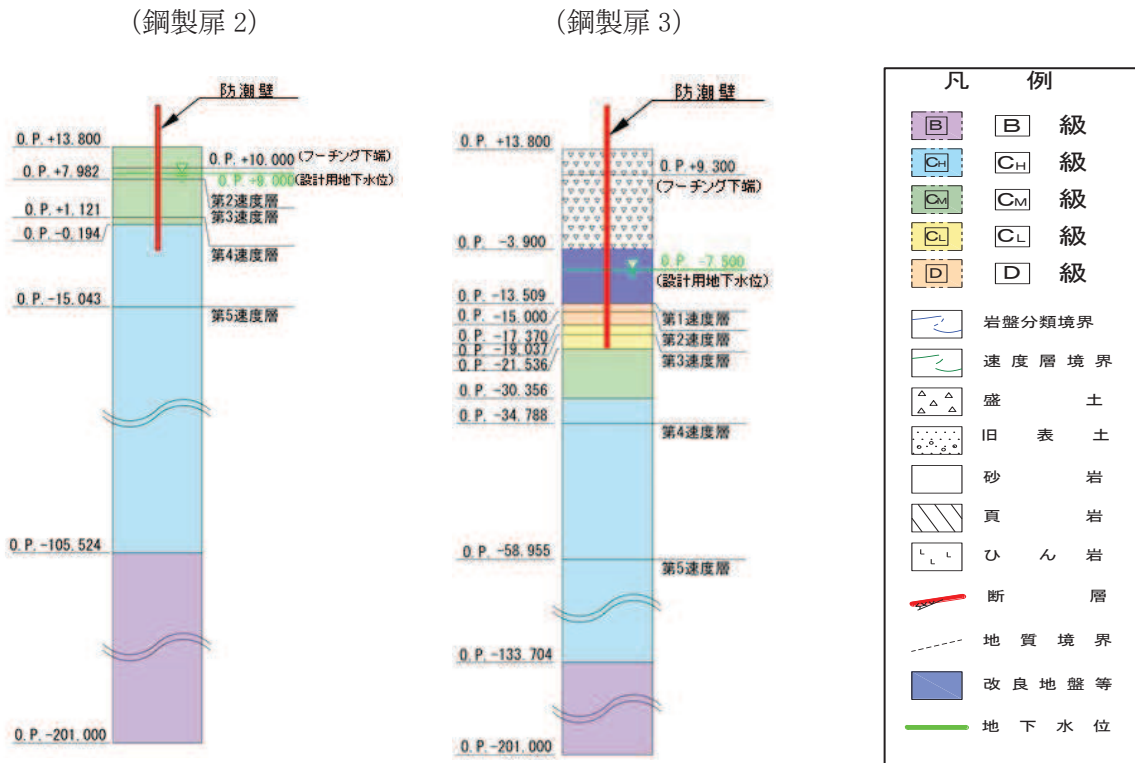 (鋼製扉 2)
防潮壁
O.P.+13.800
O.P.+10.000(フーチング下端)
O.P.+7.982
O.P.+9.000
(設計用地下水位)
第2速度層
O.P.+1.121
第3速度層
O.P.-0.194
第4速度層
O.P.-15.043
第5速度層
O.P.-105.524
O.P.-201.000
(鋼製扉 3)
防潮壁
O.P.+13.800
O.P.+9.300
(フーチング下端)
O.P.-3.900
O.P.-7.500
(設計用地下水位)
O.P.-13.509
第1速度層
O.P.-15.000
第2速度層
O.P.-17.370
O.P.-19.037
第3速度層
O.P.-21.536
O.P.-30.356
O.P.-34.788
第4速度層
O.P.-58.955
第5速度層
O.P.-133.704
O.P.-201.000
凡 例
B B 級
CH CH 級
CM CM 級
CL CL 級
D D 級
岩盤分類境界
速度層境界
盛土
旧表土
砂岩
頁岩
ひん岩
断層
地質境界
改良地盤等
地下水位